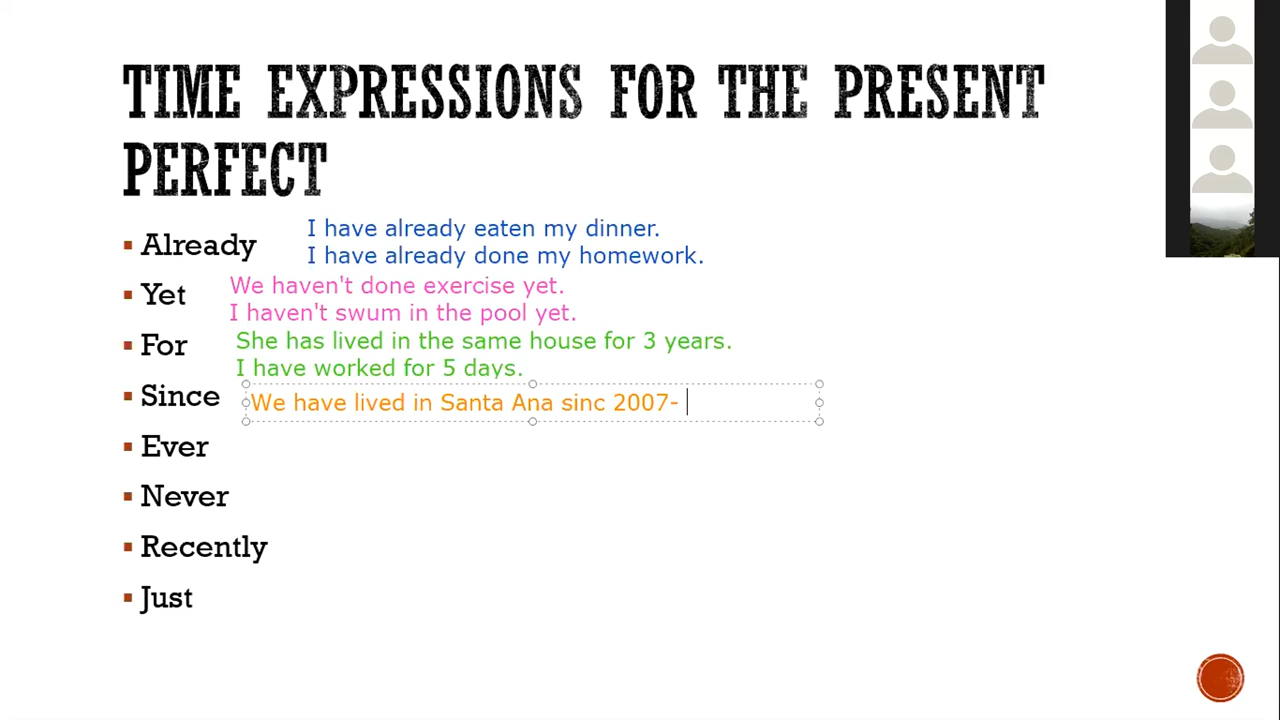 TIME EXPRESSIONS FOR THE PRESENT
PERFECT
Already
I have already eaten my dinner.
I have already done my homework.
Yet
We haven't done exercise yet.
I haven't swum in the pool yet.
For
She has lived in the same house for 3 years.
I have worked for 5 days.
Since
We have lived in Santa Ana sinc 2007-
Ever
Never
Recently
Just